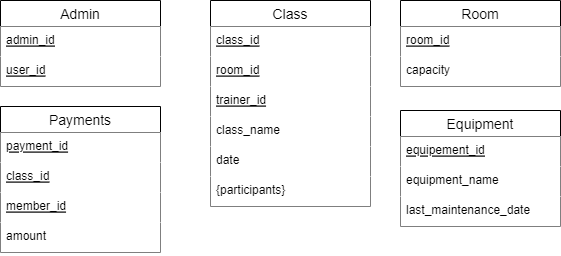 Admin
admin_id
user_id
Payments
payment_id
class_id
member_id
amount
Class
class_id
room_id
trainer_id
class_name
date
{participants}
Room
room_id
capacity
Equipment
equipement_id
equipment_name
last_maintenance_date